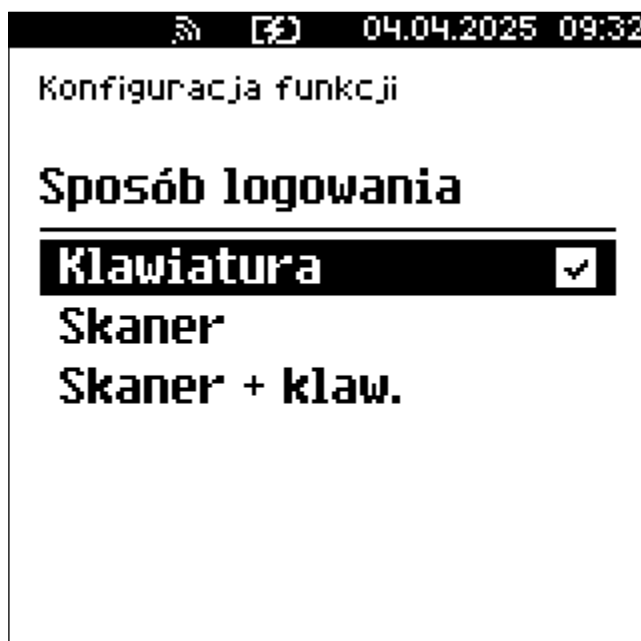 04.04.2025 09:32
Konfiguracja funkcji
Sposób logowania
Klawiatura
Skaner
Skaner + klaw.